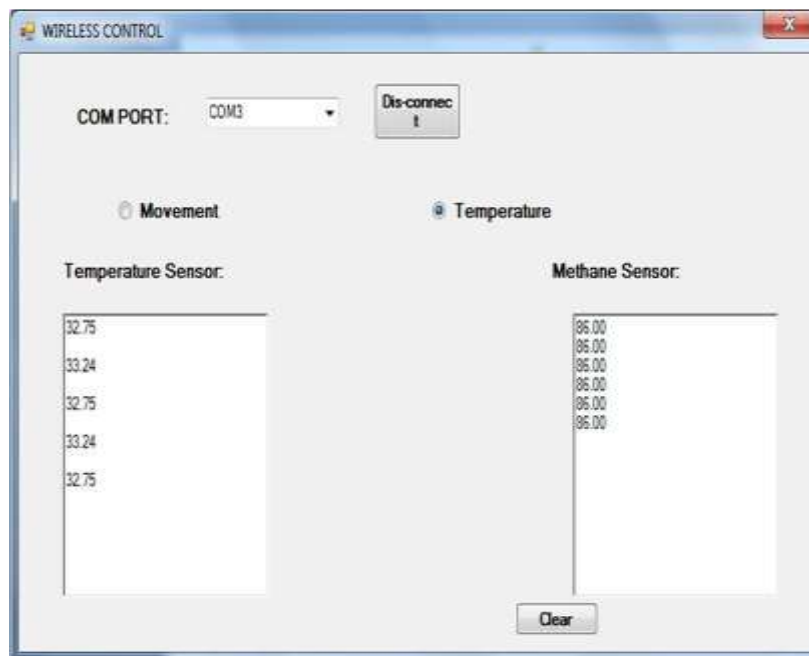 WIRELESS CONTROL
X
COM PORT:
COM3
Dis-connec
t
Movement
Temperature
Temperature Sensor:
Methane Sensor:
32.75
33.24
32.75
33.24
32.75
86.00
86.00
86.00
86.00
86.00
86.00
Clear